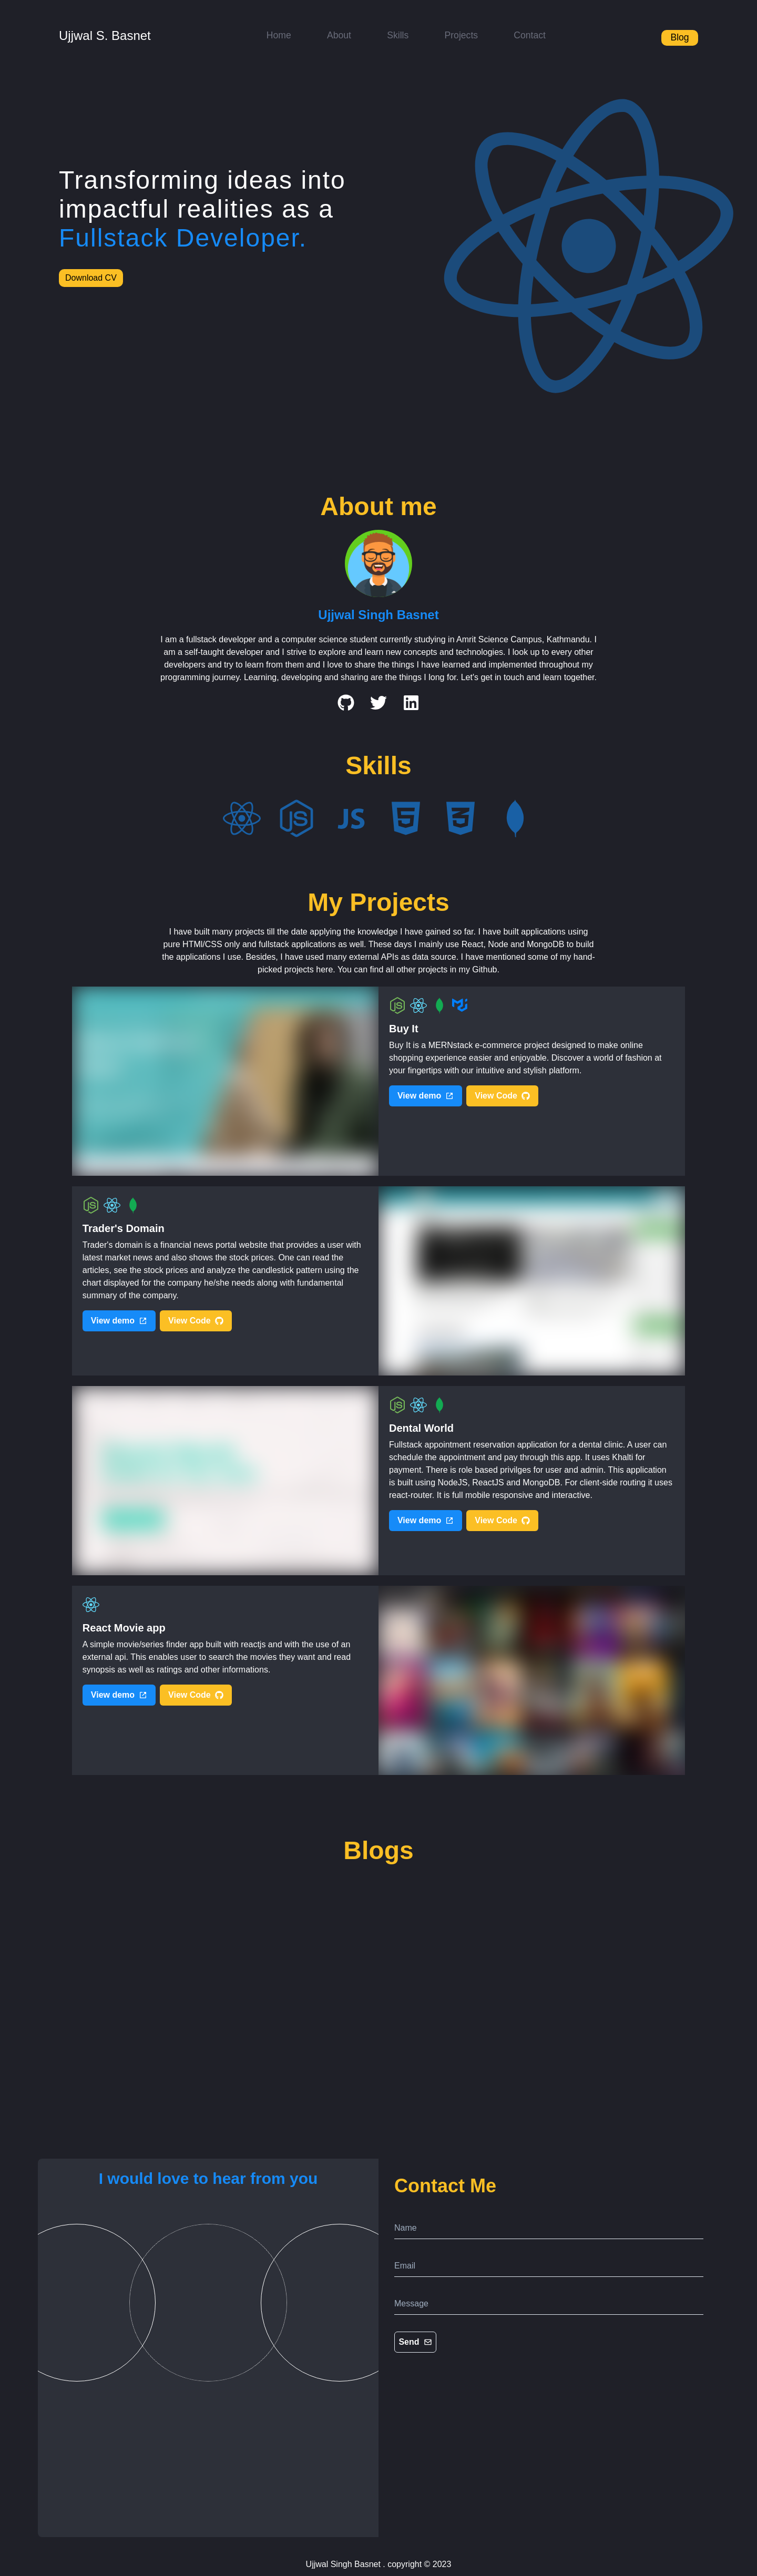 Ujjwal S. Basnet
Home
About
Skills
Projects
Contact
Blog
Transforming ideas into
impactful realities as a
Fullstack Developer.
Download CV
About me
Ujjwal Singh Basnet
I am a fullstack developer and a computer science student currently studying in Amrit Science Campus, Kathmandu. I
am a self-taught developer and I strive to explore and learn new concepts and technologies. I look up to every other
developers and try to learn from them and I love to share the things I have learned and implemented throughout my
programming journey. Learning, developing and sharing are the things I long for. Let's get in touch and learn together.
Skills
JS
My Projects
I have built many projects till the date applying the knowledge I have gained so far. I have built applications using
pure HTMl/CSS only and fullstack applications as well. These days I mainly use React, Node and MongoDB to build
the applications I use. Besides, I have used many external APIs as data source. I have mentioned some of my hand-
picked projects here. You can find all other projects in my Github.
Buy It
Buy It is a MERNstack e-commerce project designed to make online
shopping experience easier and enjoyable. Discover a world of fashion at
your fingertips with our intuitive and stylish platform.
View demo
View Code
Trader's Domain
Trader's domain is a financial news portal website that provides a user with
latest market news and also shows the stock prices. One can read the
articles, see the stock prices and analyze the candlestick pattern using the
chart displayed for the company he/she needs along with fundamental
summary of the company.
View demo
View Code
Dental World
Fullstack appointment reservation application for a dental clinic. A user can
schedule the appointment and pay through this app. It uses Khalti for
payment. There is role based privilges for user and admin. This application
is built using NodeJS, ReactJS and MongoDB. For client-side routing it uses
react-router. It is full mobile responsive and interactive.
View demo
View Code
React Movie app
A simple movie/series finder app built with reactjs and with the use of an
external api. This enables user to search the movies they want and read
synopsis as well as ratings and other informations.
View demo
View Code
Blogs
I would love to hear from you
Contact Me
Name
Email
Message
Send
Ujjwal Singh Basnet . copyright © 2023